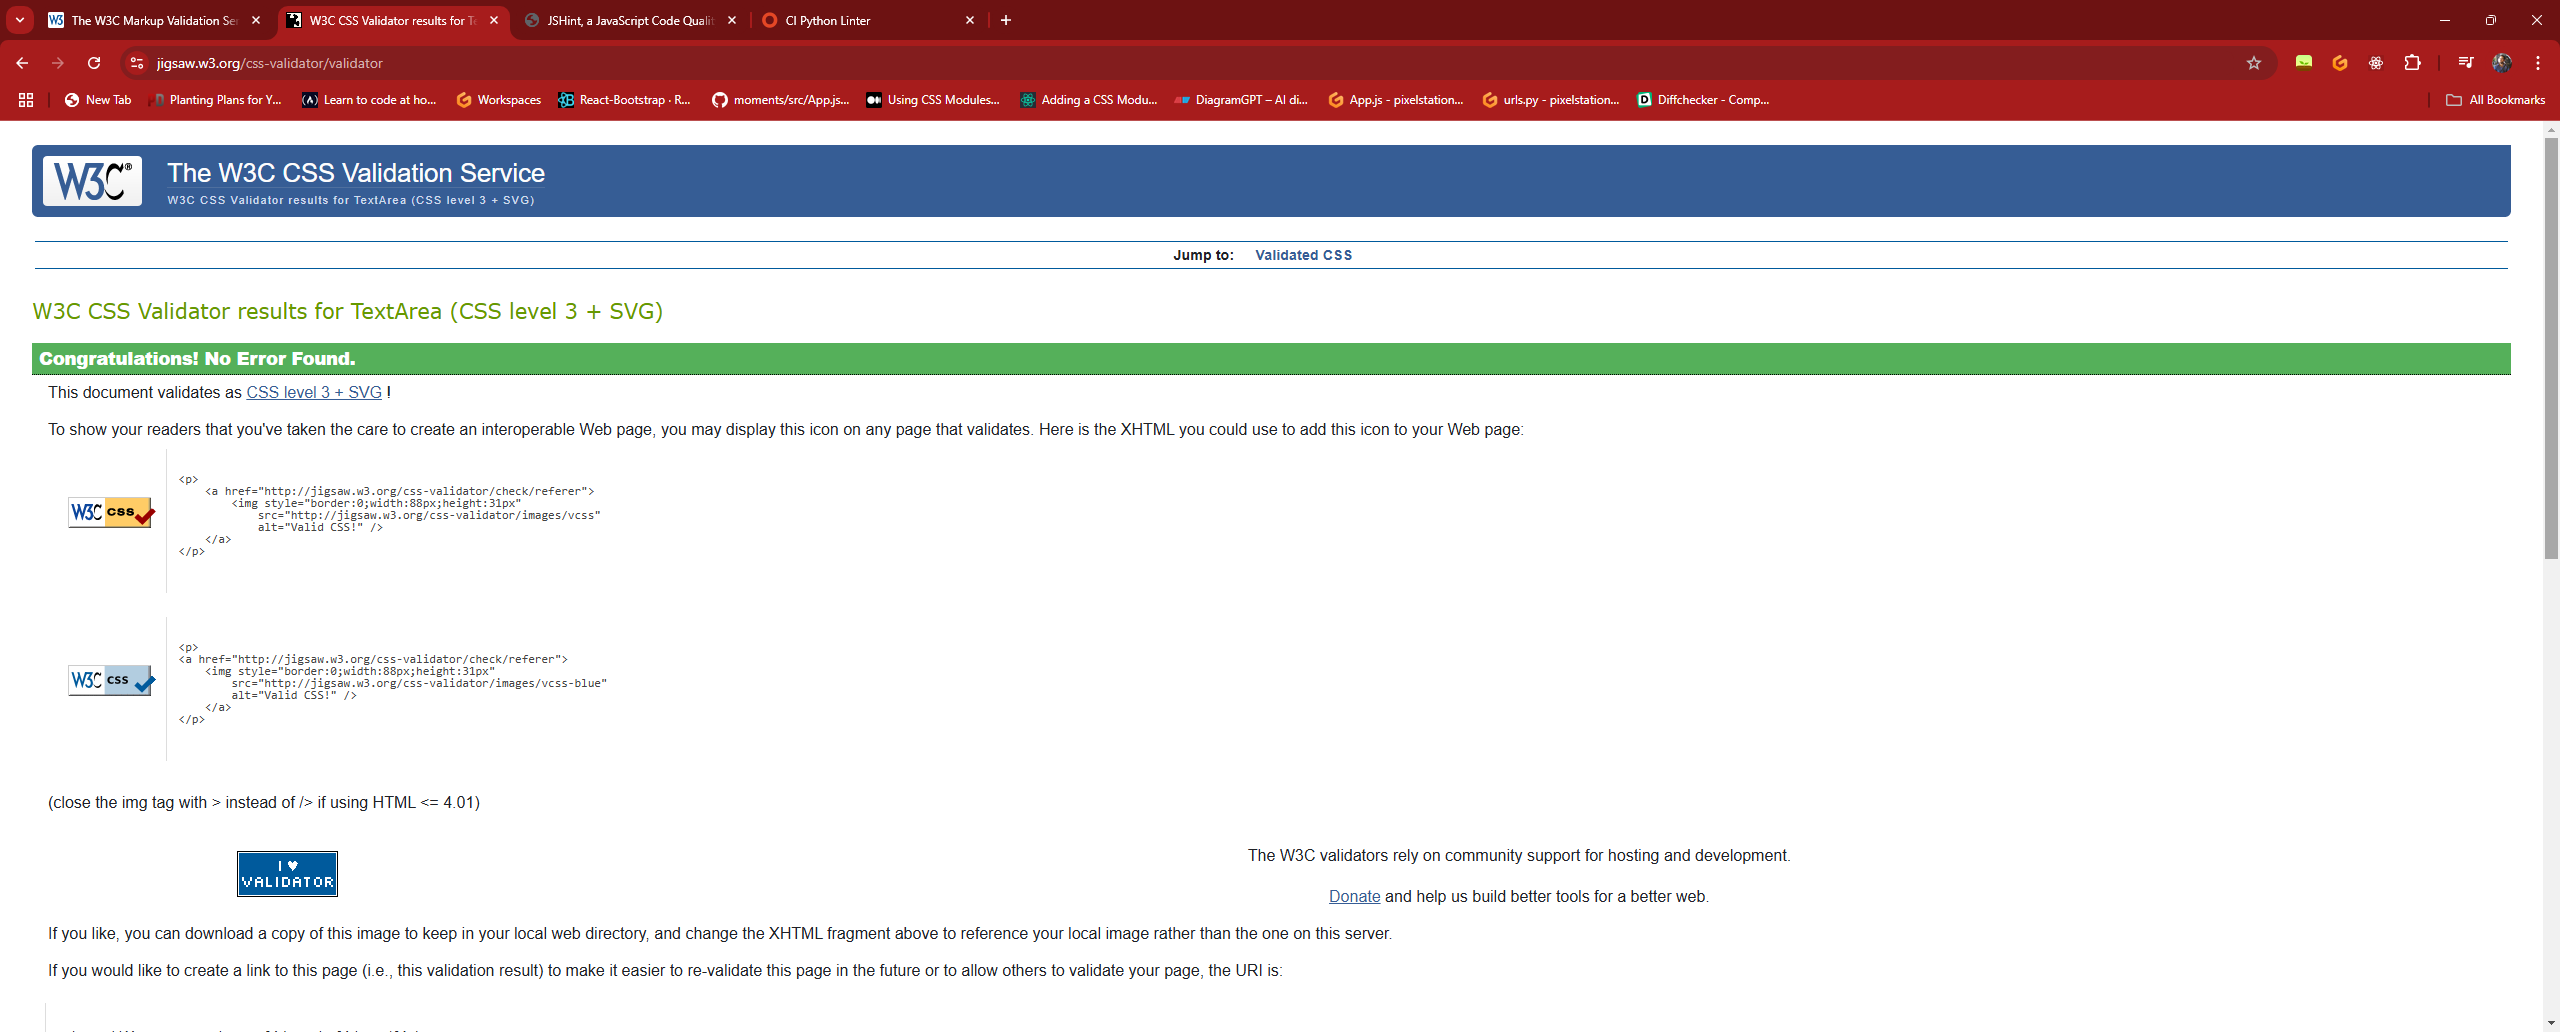 The W3C Markup Validation Se
W3C CSS Validator results for Te
JSHint, a JavaScript Code Qualit
CI Python Linter
jigsaw.w3.org/css-validator/validator
New Tab
Planting Plans for Y...
Learn to code at ho...
Workspaces
React-Bootstrap · R...
moments/src/App.js...
Using CSS Modules...
Adding a CSS Modu...
DiagramGPT – AI di...
App.js - pixelstation...
urls.py - pixelstation...
Diffchecker - Comp...
All Bookmarks
W3C®
The W3C CSS Validation Service
W3C CSS Validator results for TextArea (CSS level 3 + SVG)
Jump to: Validated CSS
W3C CSS Validator results for TextArea (CSS level 3 + SVG)
Congratulations! No Error Found.
This document validates as CSS level 3 + SVG !
To show your readers that you've taken the care to create an interoperable Web page, you may display this icon on any page that validates. Here is the XHTML you could use to add this icon to your Web page:
W3C css
<p>
<a href="http://jigsaw.w3.org/css-validator/check/referer">
<img style="border:0;width:88px;height:31px"
src="http://jigsaw.w3.org/css-validator/images/vcss"
alt="Valid CSS!" />
</a>
</p>
W3C css
<p>
<a href="http://jigsaw.w3.org/css-validator/check/referer">
<img style="border:0;width:88px;height:31px"
src="http://jigsaw.w3.org/css-validator/images/vcss-blue"
alt="Valid CSS!" />
</a>
</p>
(close the img tag with > instead of /> if using HTML <= 4.01)
I ♥
VALIDATOR
The W3C validators rely on community support for hosting and development.
Donate and help us build better tools for a better web.
If you like, you can download a copy of this image to keep in your local web directory, and change the XHTML fragment above to reference your local image rather than the one on this server.
If you would like to create a link to this page (i.e., this validation result) to make it easier to re-validate this page in the future or to allow others to validate your page, the URI is: